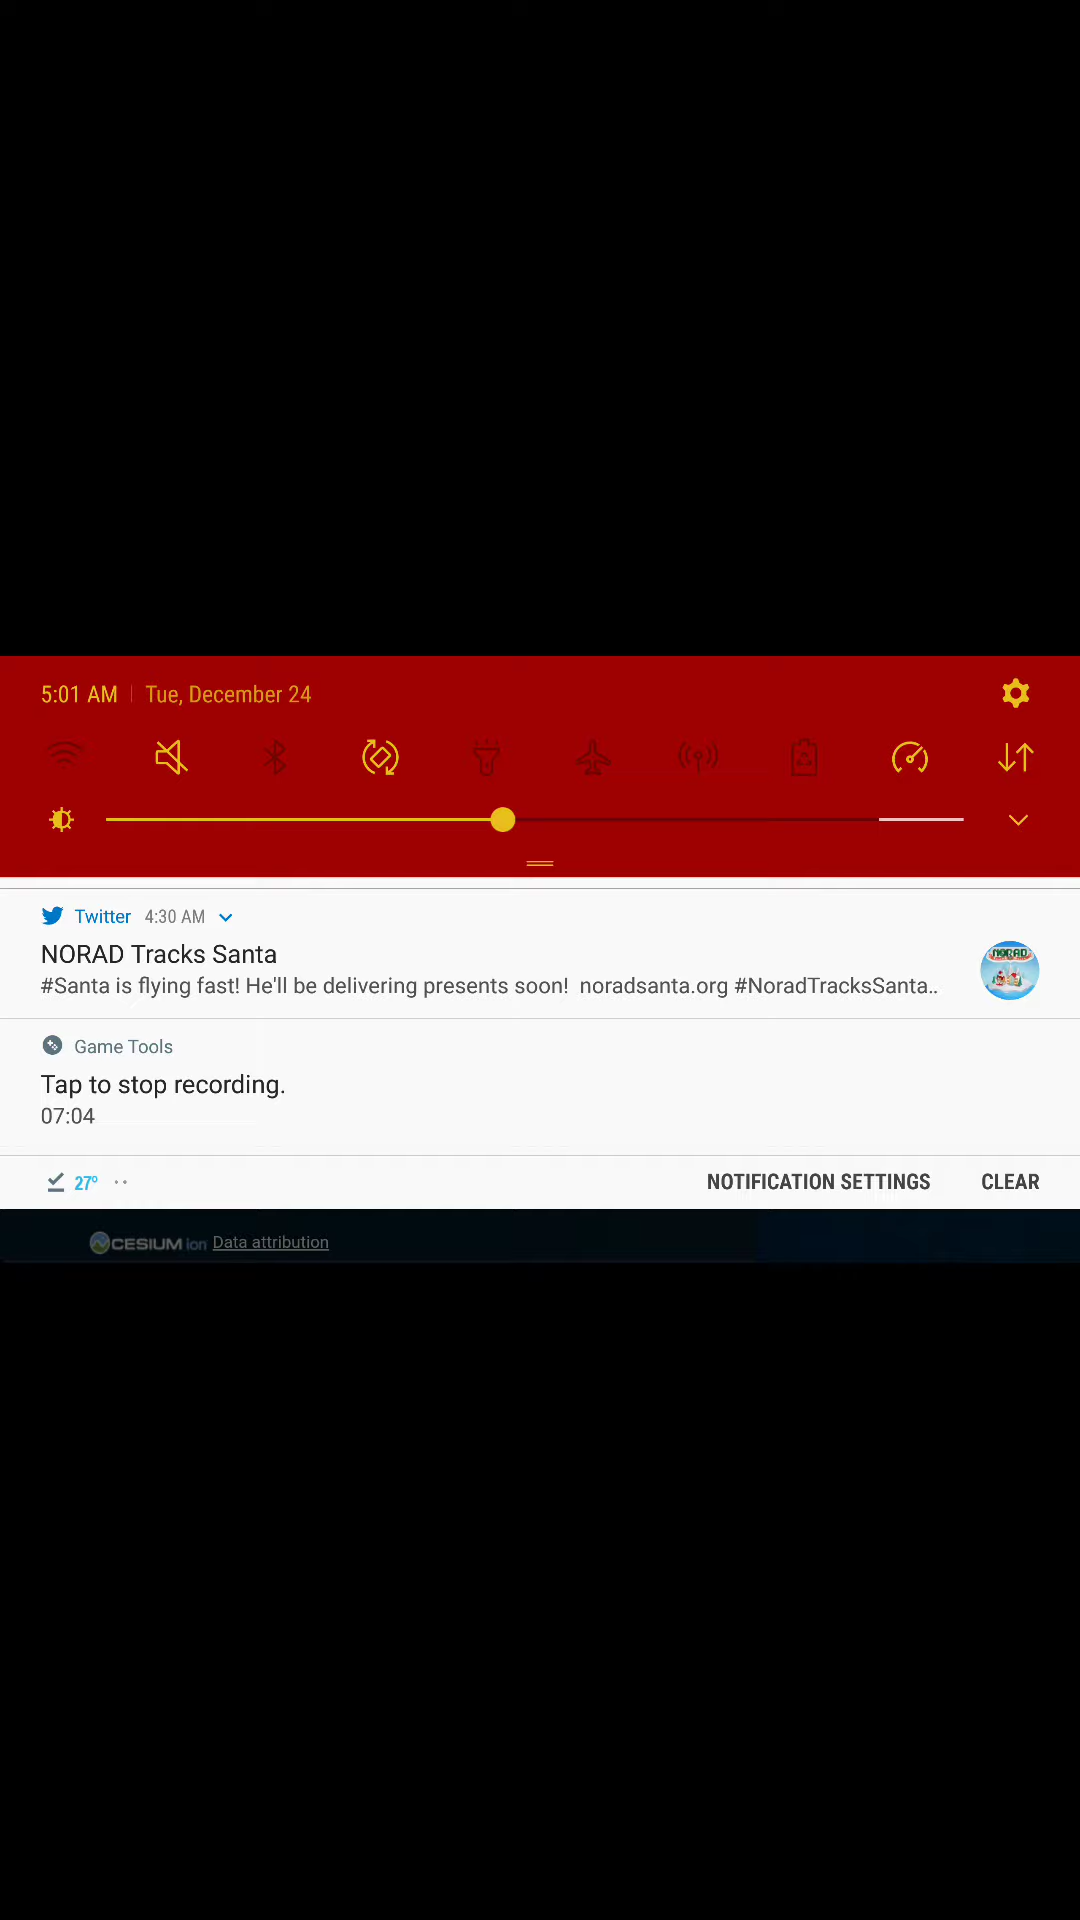 5:01 AM | Tue, December 24
Twitter 4:30 AM
NORAD Tracks Santa
#Santa is flying fast! He'll be delivering presents soon! noradsanta.org #NoradTracksSanta..
NORAD
Game Tools
Tap to stop recording.
07:04
27° NOTIFICATION SETTINGS CLEAR
CESIUM ion Data attribution